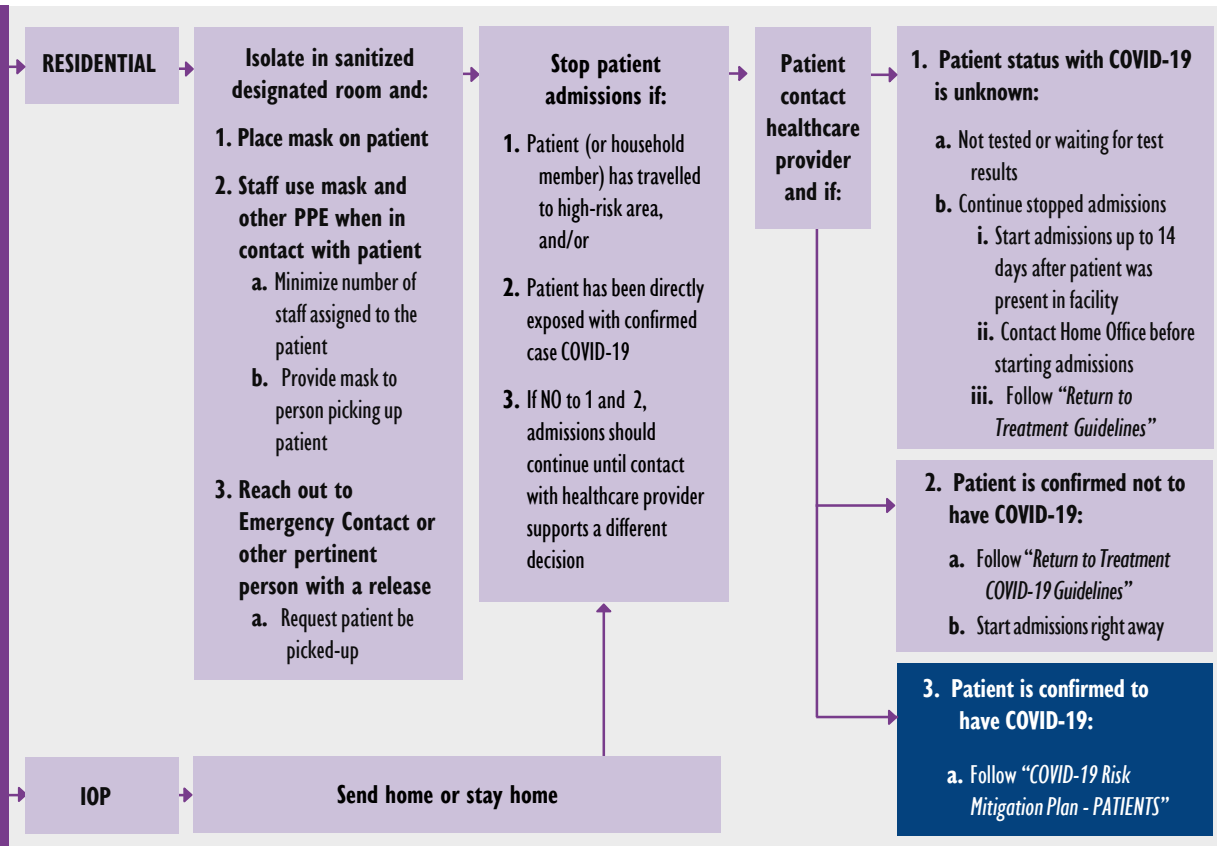 RESIDENTIAL
Isolate in sanitized
designated room and:
1. Place mask on patient
2. Staff use mask and
other PPE when in
contact with patient
a. Minimize number of
staff assigned to the
patient
b. Provide mask to
person picking up
patient
3. Reach out to
Emergency Contact or
other pertinent
person with a release
a. Request patient be
picked-up
Stop patient
admissions if:
1. Patient (or household
member) has travelled
to high-risk area,
and/or
2. Patient has been directly
exposed with confirmed
case COVID-19
3. If NO to 1 and 2,
admissions should
continue until contact
with healthcare provider
supports a different
decision
Patient
contact
healthcare
provider
and if:
1. Patient status with COVID-19
is unknown:
a. Not tested or waiting for test
results
b. Continue stopped admissions
i. Start admissions up to 14
days after patient was
present in facility
ii. Contact Home Office before
starting admissions
iii. Follow “Return to
Treatment Guidelines”
2. Patient is confirmed not to
have COVID-19:
a. Follow “Return to Treatment
COVID-19 Guidelines”
b. Start admissions right away
3. Patient is confirmed to
have COVID-19:
a. Follow “COVID-19 Risk
Mitigation Plan - PATIENTS”
IOP
Send home or stay home